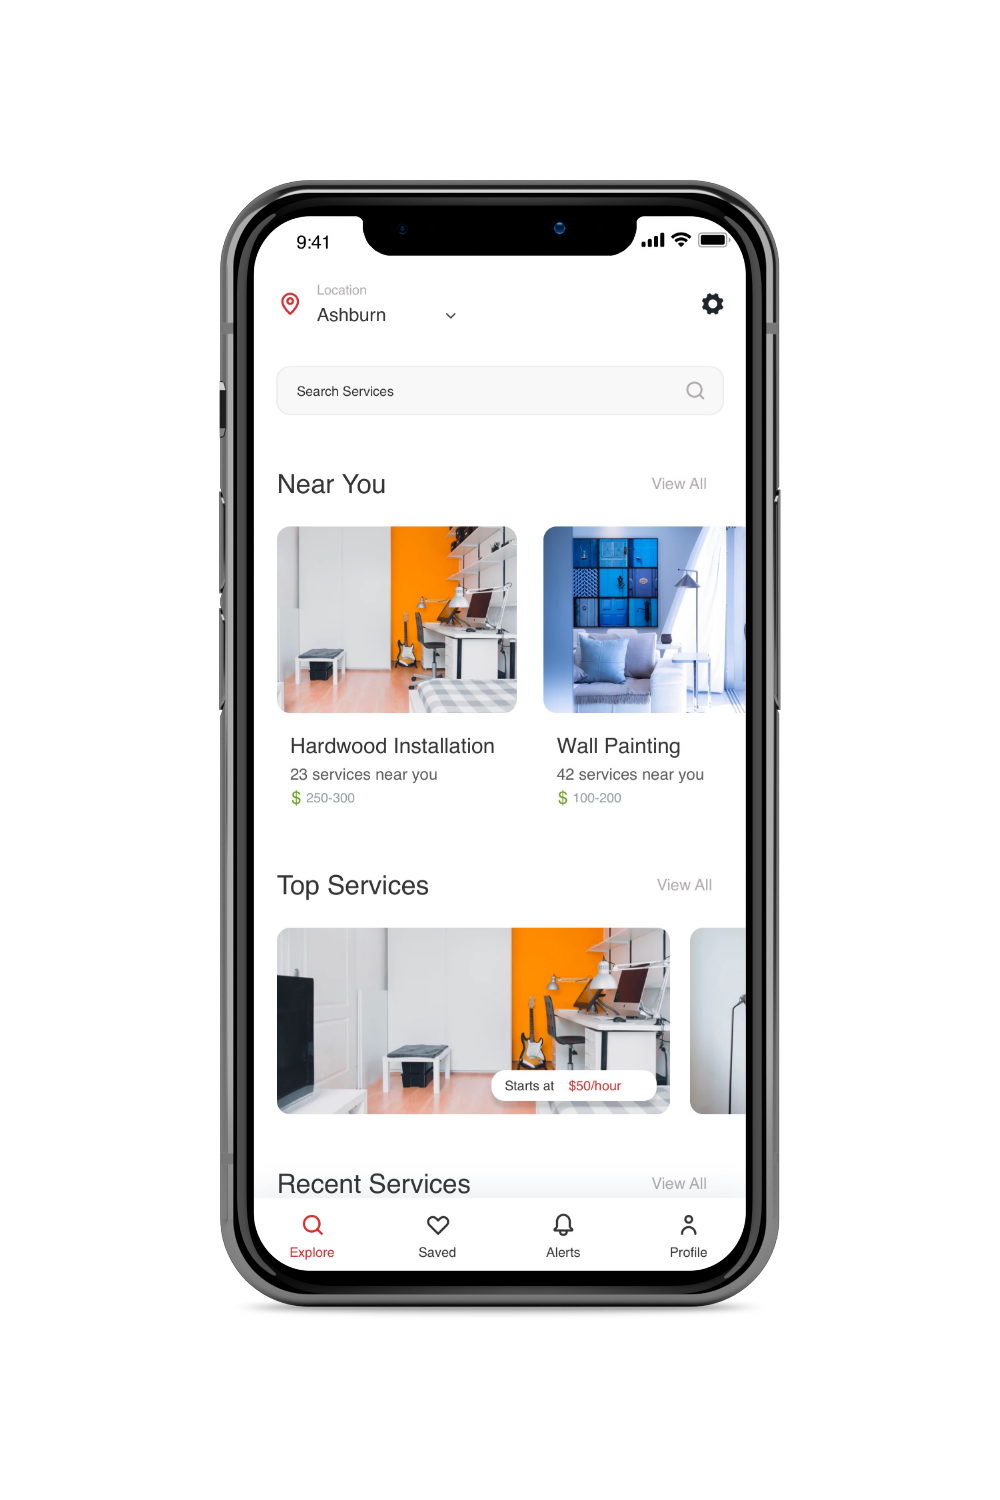 9:41
Location
Ashburn
Search Services
Near You View All
Hardwood Installation Wall Painting
23 services near you 42 services near you
$ 250-300 $ 100-200
Top Services View All
Starts at $50/hour
Recent Services View All
Explore Saved Alerts Profile